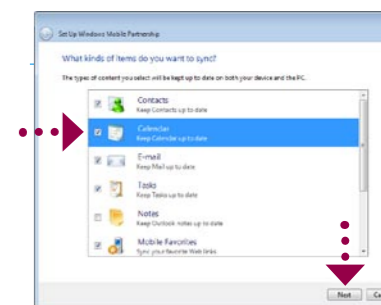 Set Up Windows Mobile Partnership
What kinds of items do you want to sync?
The types of content you select will be kept up to date on both your device and the PC.
Contacts
Keep Contacts up to date
Calendar
Keep Calendar up to date
E-mail
Keep Mail up to date
Tasks
Keep Tasks up to date
Notes
Keep Outlook notes up to date
Mobile Favorites
Sync your favorite Web links
Next